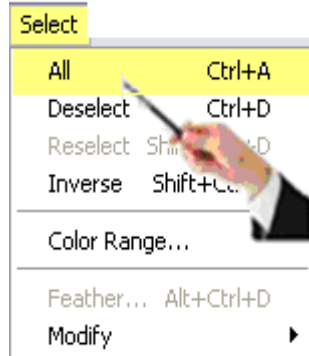 Select
All Ctrl+A
Deselect Ctrl+D
Reselect
Inverse
Color Range...
Feather... Alt+Ctrl+D
Modify